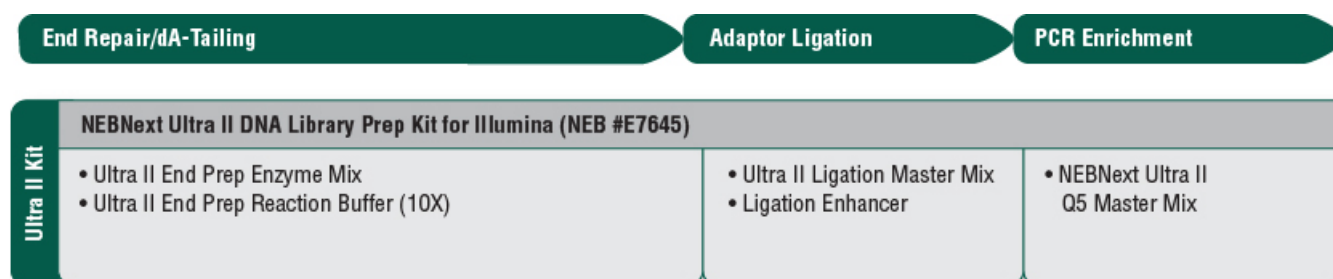 End Repair/dA-Tailing
Adaptor Ligation
PCR Enrichment
Ultra II Kit
NEBNext Ultra II DNA Library Prep Kit for Illumina (NEB #E7645)
• Ultra II End Prep Enzyme Mix
• Ultra II End Prep Reaction Buffer (10X)
• Ultra II Ligation Master Mix
• Ligation Enhancer
• NEBNext Ultra II
Q5 Master Mix